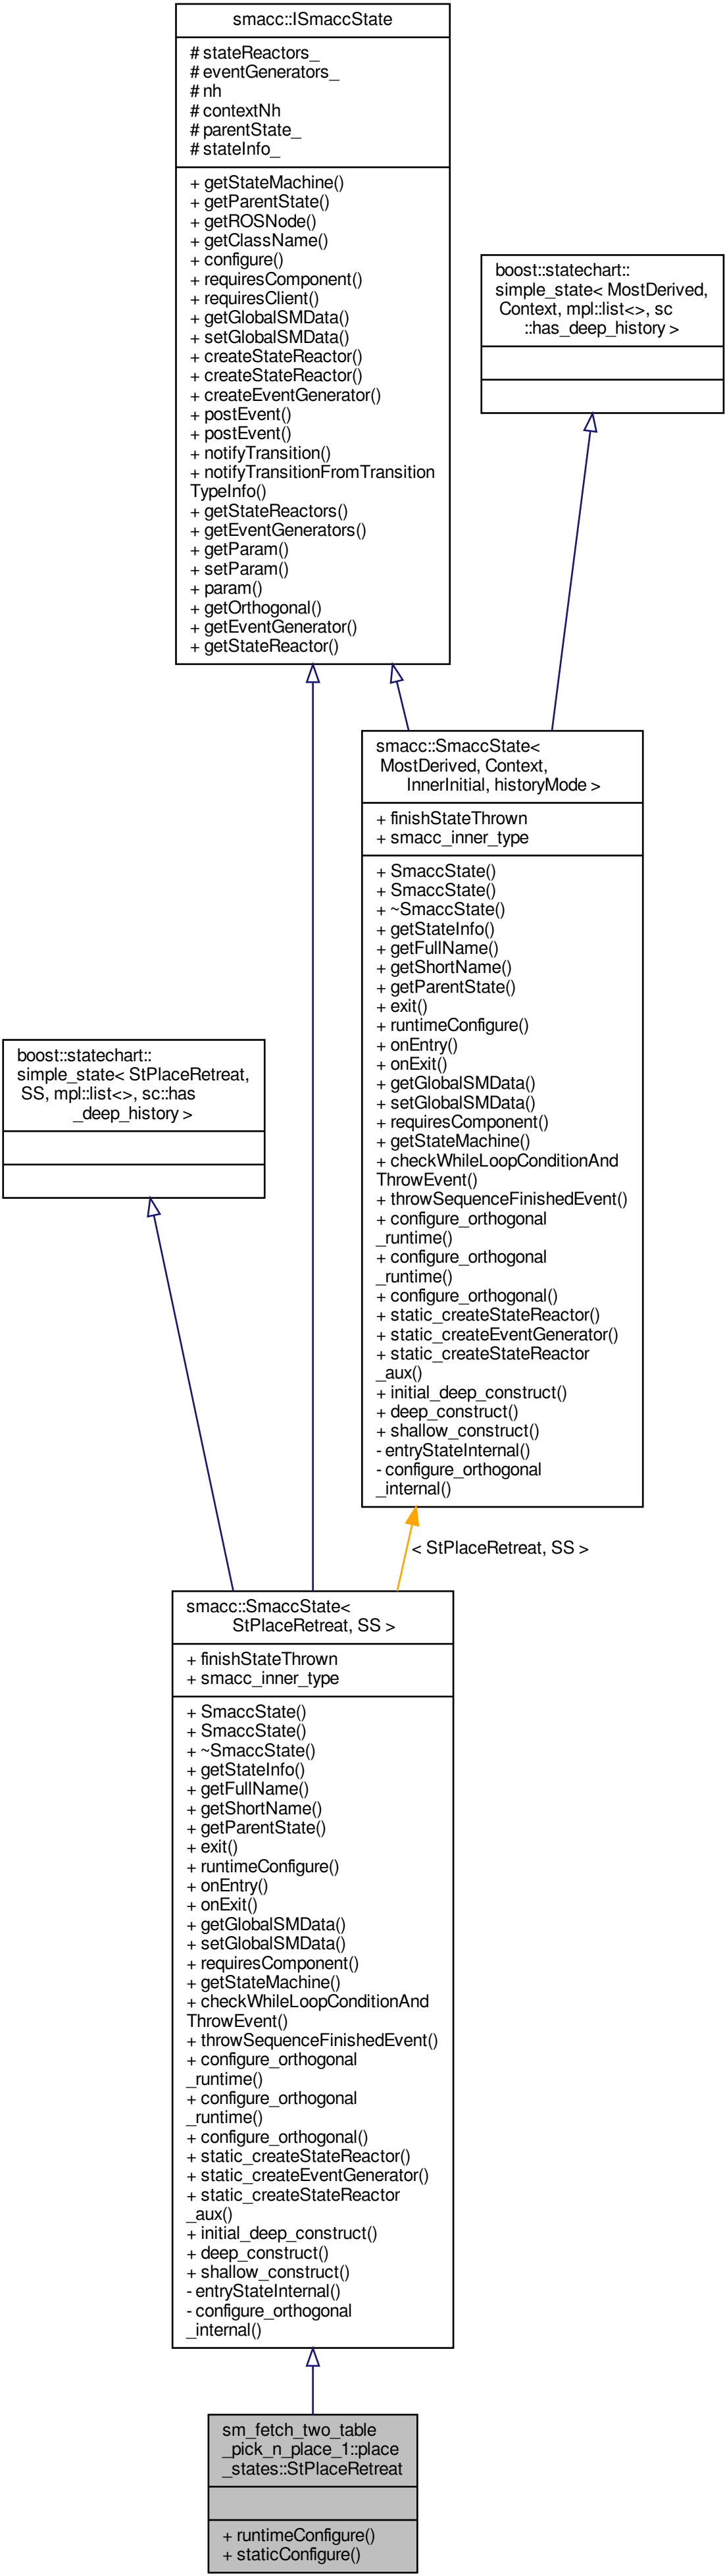 smacc::ISmaccState
# stateReactors_
# eventGenerators_
# nh
# contextNh
# parentState_
# stateInfo_
+ getStateMachine()
+ getParentState()
+ getROSNode()
+ getClassName()
+ configure()
+ requiresComponent()
+ requiresClient()
+ getGlobalSMData()
+ setGlobalSMData()
+ createStateReactor()
+ createStateReactor()
+ createEventGenerator()
+ postEvent()
+ postEvent()
+ notifyTransition()
+ notifyTransitionFromTransition
TypeInfo()
+ getStateReactors()
+ getEventGenerators()
+ getParam()
+ setParam()
+ param()
+ getOrthogonal()
+ getEventGenerator()
+ getStateReactor()
boost::statechart::
simple_state< MostDerived,
Context, mpl::list<>, sc
::has_deep_history >
smacc::SmaccState<
MostDerived, Context,
InnerInitial, historyMode >
+ finishStateThrown
+ smacc_inner_type
+ SmaccState()
+ SmaccState()
+ ~SmaccState()
+ getStateInfo()
+ getFullName()
+ getShortName()
+ getParentState()
+ exit()
+ runtimeConfigure()
+ onEntry()
+ onExit()
+ getGlobalSMData()
+ setGlobalSMData()
+ requiresComponent()
+ getStateMachine()
+ checkWhileLoopConditionAnd
ThrowEvent()
+ throwSequenceFinishedEvent()
+ configure_orthogonal
_runtime()
+ configure_orthogonal
_runtime()
+ configure_orthogonal()
+ static_createStateReactor()
+ static_createEventGenerator()
+ static_createStateReactor
_aux()
+ initial_deep_construct()
+ deep_construct()
+ shallow_construct()
- entryStateInternal()
- configure_orthogonal
_internal()
boost::statechart::
simple_state< StPlaceRetreat,
SS, mpl::list<>, sc::has
_deep_history >
< StPlaceRetreat, SS >
smacc::SmaccState<
StPlaceRetreat, SS >
+ finishStateThrown
+ smacc_inner_type
+ SmaccState()
+ SmaccState()
+ ~SmaccState()
+ getStateInfo()
+ getFullName()
+ getShortName()
+ getParentState()
+ exit()
+ runtimeConfigure()
+ onEntry()
+ onExit()
+ getGlobalSMData()
+ setGlobalSMData()
+ requiresComponent()
+ getStateMachine()
+ checkWhileLoopConditionAnd
ThrowEvent()
+ throwSequenceFinishedEvent()
+ configure_orthogonal
_runtime()
+ configure_orthogonal
_runtime()
+ configure_orthogonal()
+ static_createStateReactor()
+ static_createEventGenerator()
+ static_createStateReactor
_aux()
+ initial_deep_construct()
+ deep_construct()
+ shallow_construct()
- entryStateInternal()
- configure_orthogonal
_internal()
sm_fetch_two_table
_pick_n_place_1::place
_states::StPlaceRetreat
+ runtimeConfigure()
+ staticConfigure()